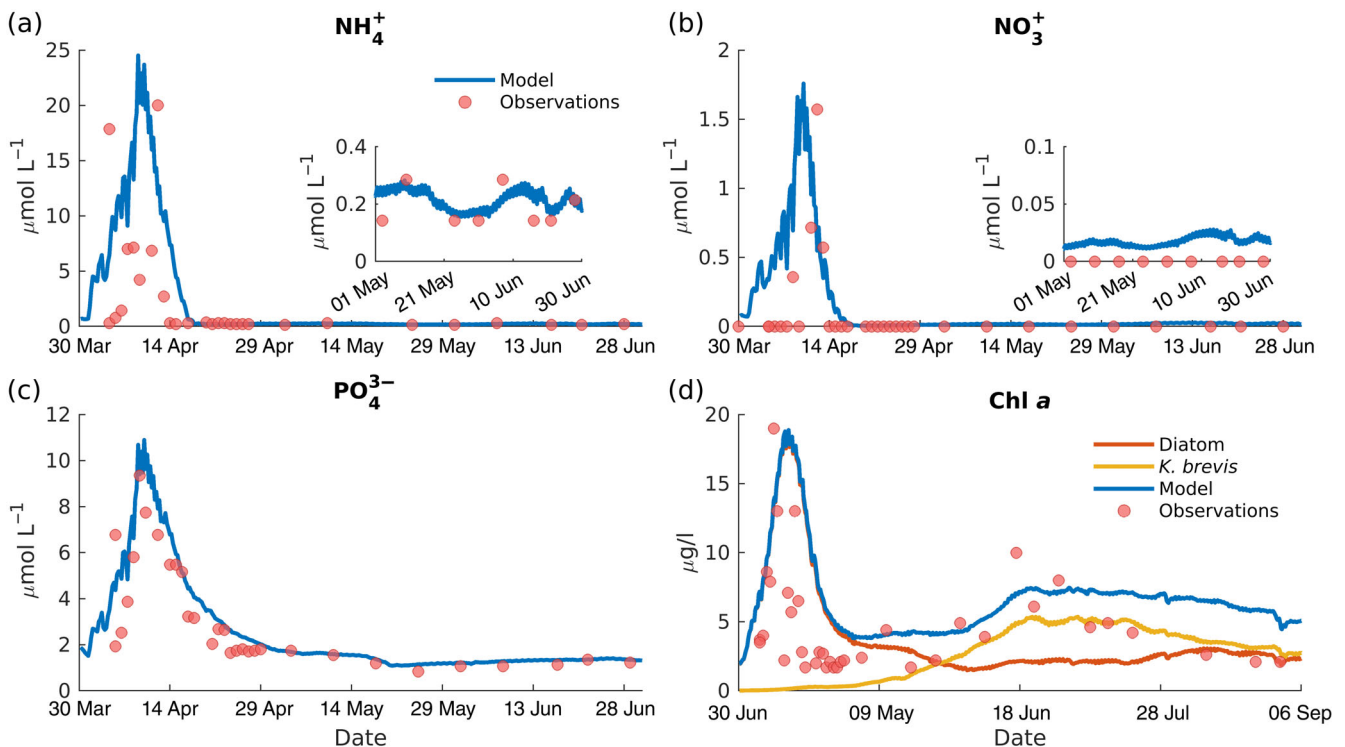 (a)
NH₄⁺
25
20
15
10
5
0
μmol L⁻¹
30 Mar 14 Apr 29 Apr 14 May 29 May 13 Jun 28 Jun
Model
Observations
0.4
0.2
0
μmol L⁻¹
01 May 21 May 10 Jun 30 Jun
(b)
NO₃⁺
2
1.5
1
0.5
0
μmol L⁻¹
30 Mar 14 Apr 29 Apr 14 May 29 May 13 Jun 28 Jun
0.1
0.05
0
μmol L⁻¹
01 May 21 May 10 Jun 30 Jun
(c)
PO₄³⁻
12
10
8
6
4
2
0
μmol L⁻¹
30 Mar 14 Apr 29 Apr 14 May 29 May 13 Jun 28 Jun
Date
(d)
Chl a
20
15
10
5
0
μg/l
30 Jun 09 May 18 Jun 28 Jul 06 Sep
Date
Diatom
K. brevis
Model
Observations